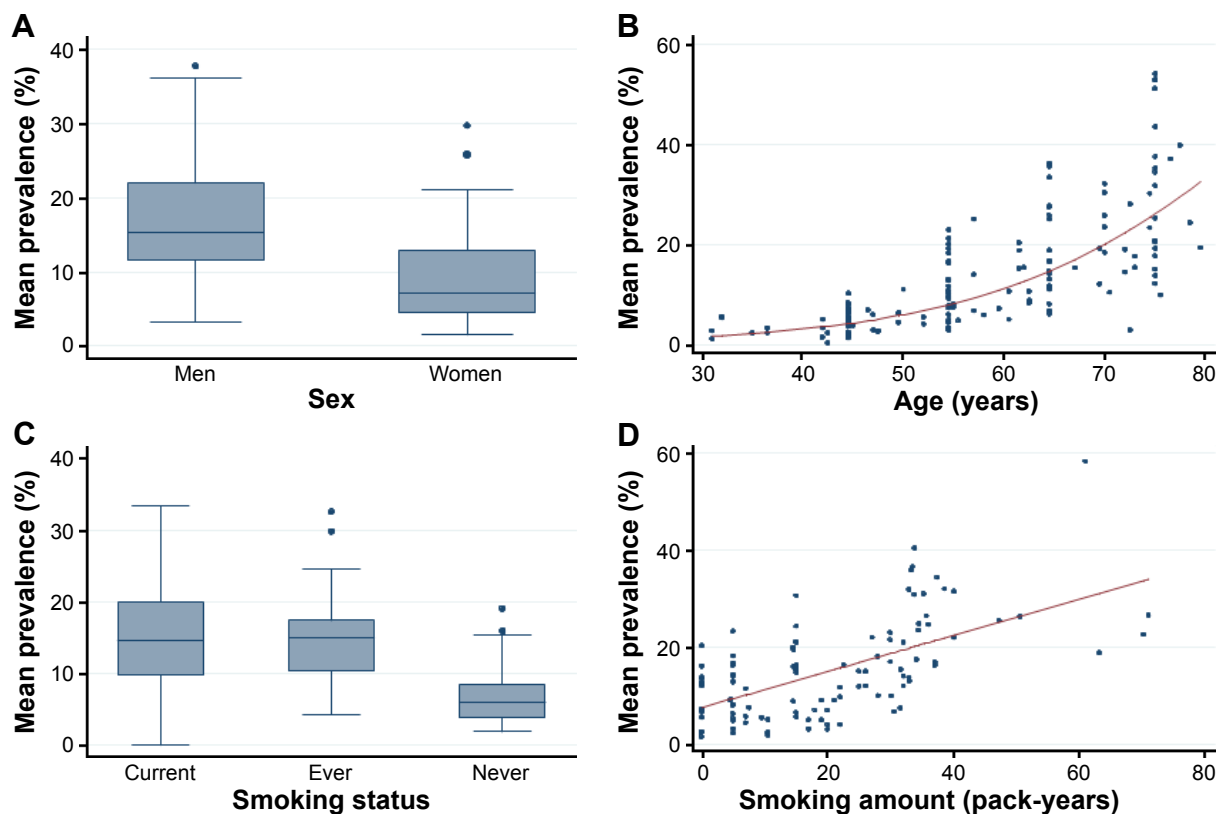 A
Mean prevalence (%)
40
30
20
10
0
Men
Women
Sex
B
Mean prevalence (%)
60
40
20
0
30
40
50
60
70
80
Age (years)
C
Mean prevalence (%)
40
30
20
10
0
Current
Ever
Never
Smoking status
D
Mean prevalence (%)
60
40
20
0
0
20
40
60
80
Smoking amount (pack-years)